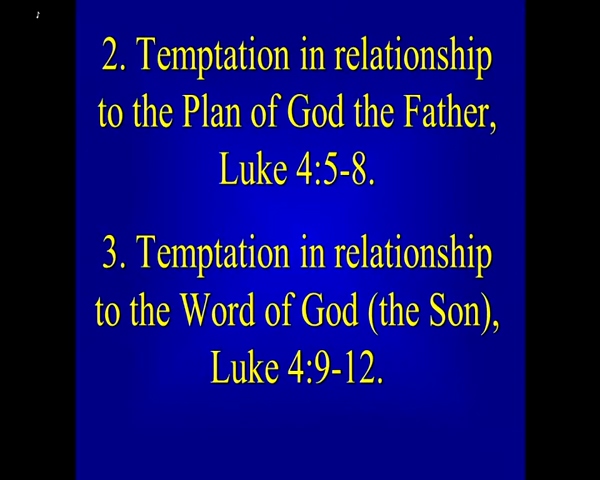 2. Temptation in relationship
to the Plan of God the Father,
Luke 4:5-8.
3. Temptation in relationship
to the Word of God (the Son),
Luke 4:9-12.